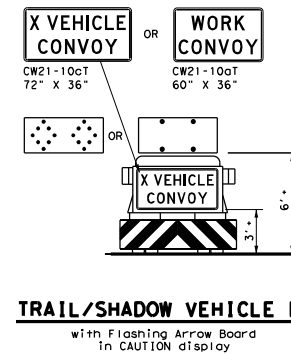 X VEHICLE
CONVOY
OR
WORK
CONVOY
CW21-10cT
72" X 36"
CW21-10aT
60" X 36"
OR
X VEHICLE
CONVOY
6'±
3'±
TRAIL/SHADOW VEHICLE
with Flashing Arrow Board
in CAUTION display